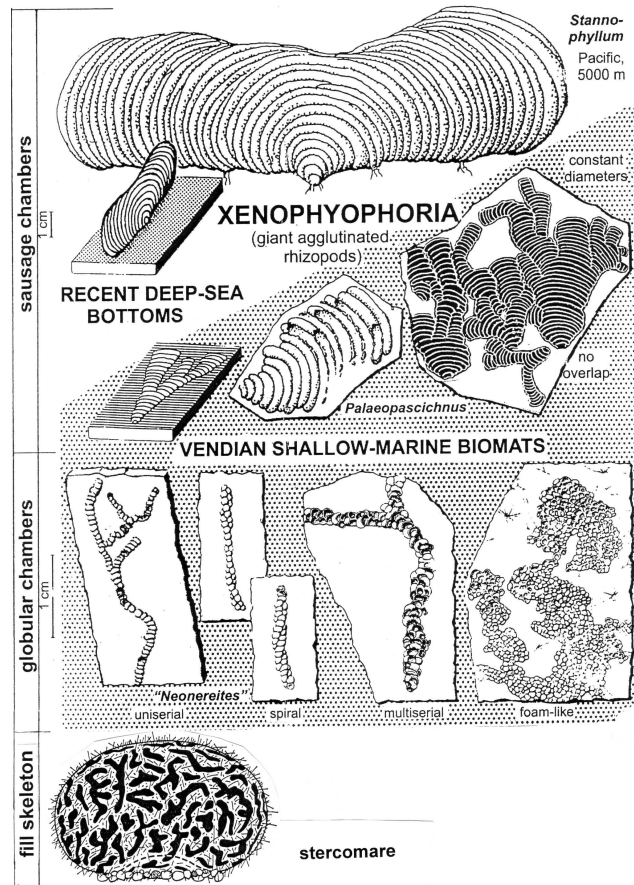 Stanno-
phyllum
Pacific,
5000 m
sausage chambers
1 cm
constant
diameters
XENOPHYOPHORIA
(giant agglutinated
rhizopods)
RECENT DEEP-SEA
BOTTOMS
no
overlap
Palaeopascichnus
VENDIAN SHALLOW-MARINE BIOMATS
globular chambers
1 cm
"Neonereites"
uniserial
spiral
multiserial
foam-like
fill skeleton
stercomare